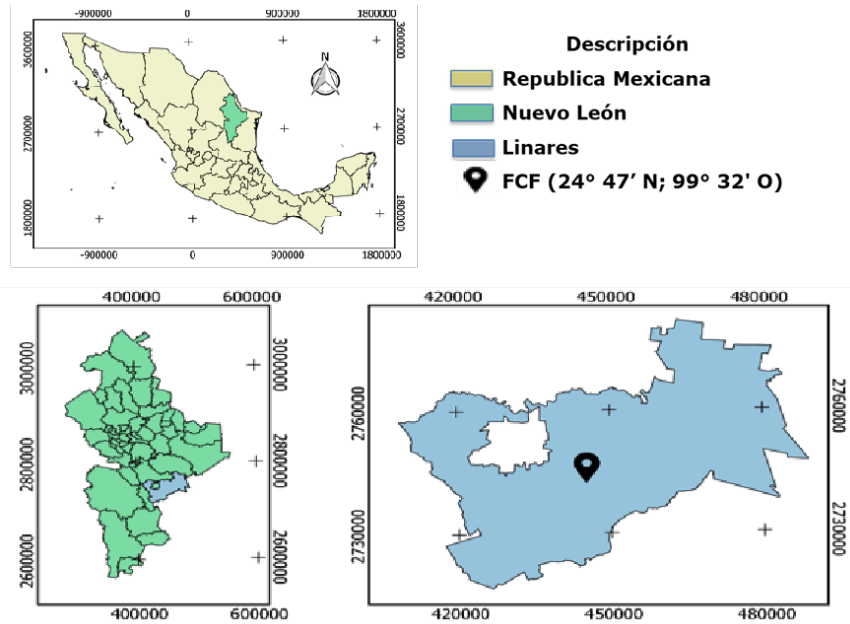 -900000 0 900000 1800000
3600000 3600000
N
2700000 2700000
1800000 1800000
-900000 0 900000 1800000
Descripción
Republica Mexicana
Nuevo León
Linares
FCF (24° 47’ N; 99° 32' O)
400000 600000
3000000 3000000
2800000 2800000
2600000 2600000
400000 600000
420000 450000 480000
2760000 2760000
2730000 2730000
420000 450000 480000